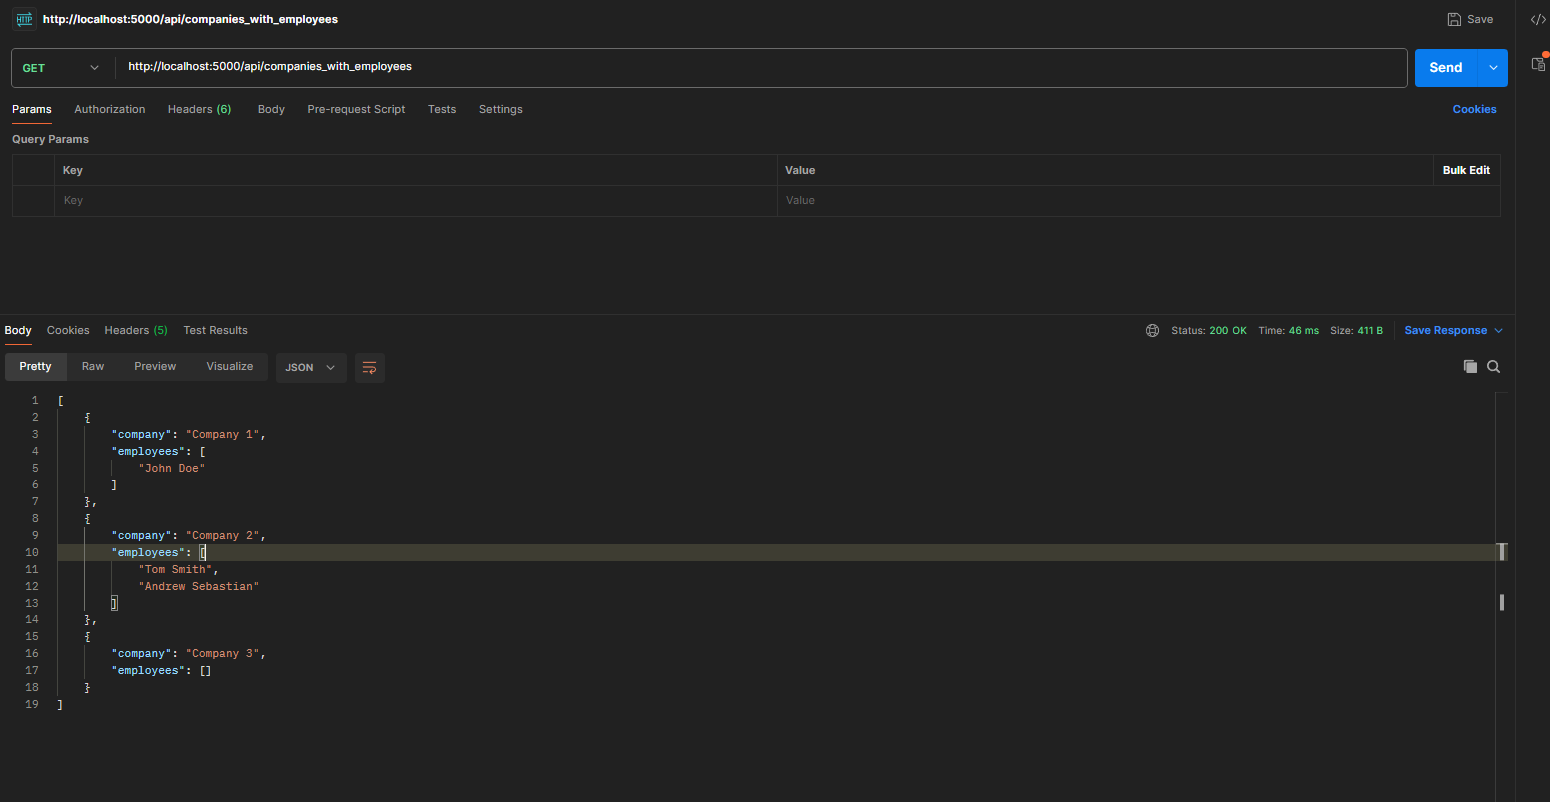 HTTP http://localhost:5000/api/companies_with_employees Save </>
GET http://localhost:5000/api/companies_with_employees Send
Params Authorization Headers (6) Body Pre-request Script Tests Settings Cookies
Query Params
Key Value Bulk Edit
Key Value
Body Cookies Headers (5) Test Results Status: 200 OK Time: 46 ms Size: 411 B Save Response
Pretty Raw Preview Visualize JSON
1 [
2 {
3 "company": "Company 1",
4 "employees": [
5 "John Doe"
6 ]
7 },
8 {
9 "company": "Company 2",
10 "employees": [
11 "Tom Smith",
12 "Andrew Sebastian"
13 ]
14 },
15 {
16 "company": "Company 3",
17 "employees": []
18 }
19 ]